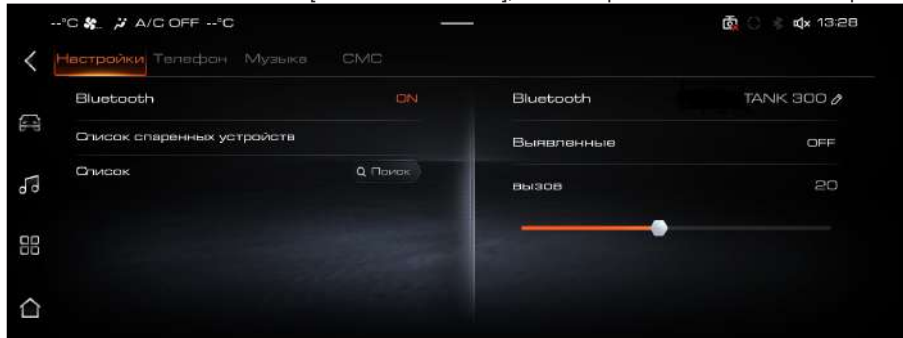 --°C A/C OFF --°C 13:28
Настройки Телефон Музыка СМС
Bluetooth ON
Список спаренных устройств
Список Поиск
Bluetooth TANK 300
Выявленные OFF
вызов 20